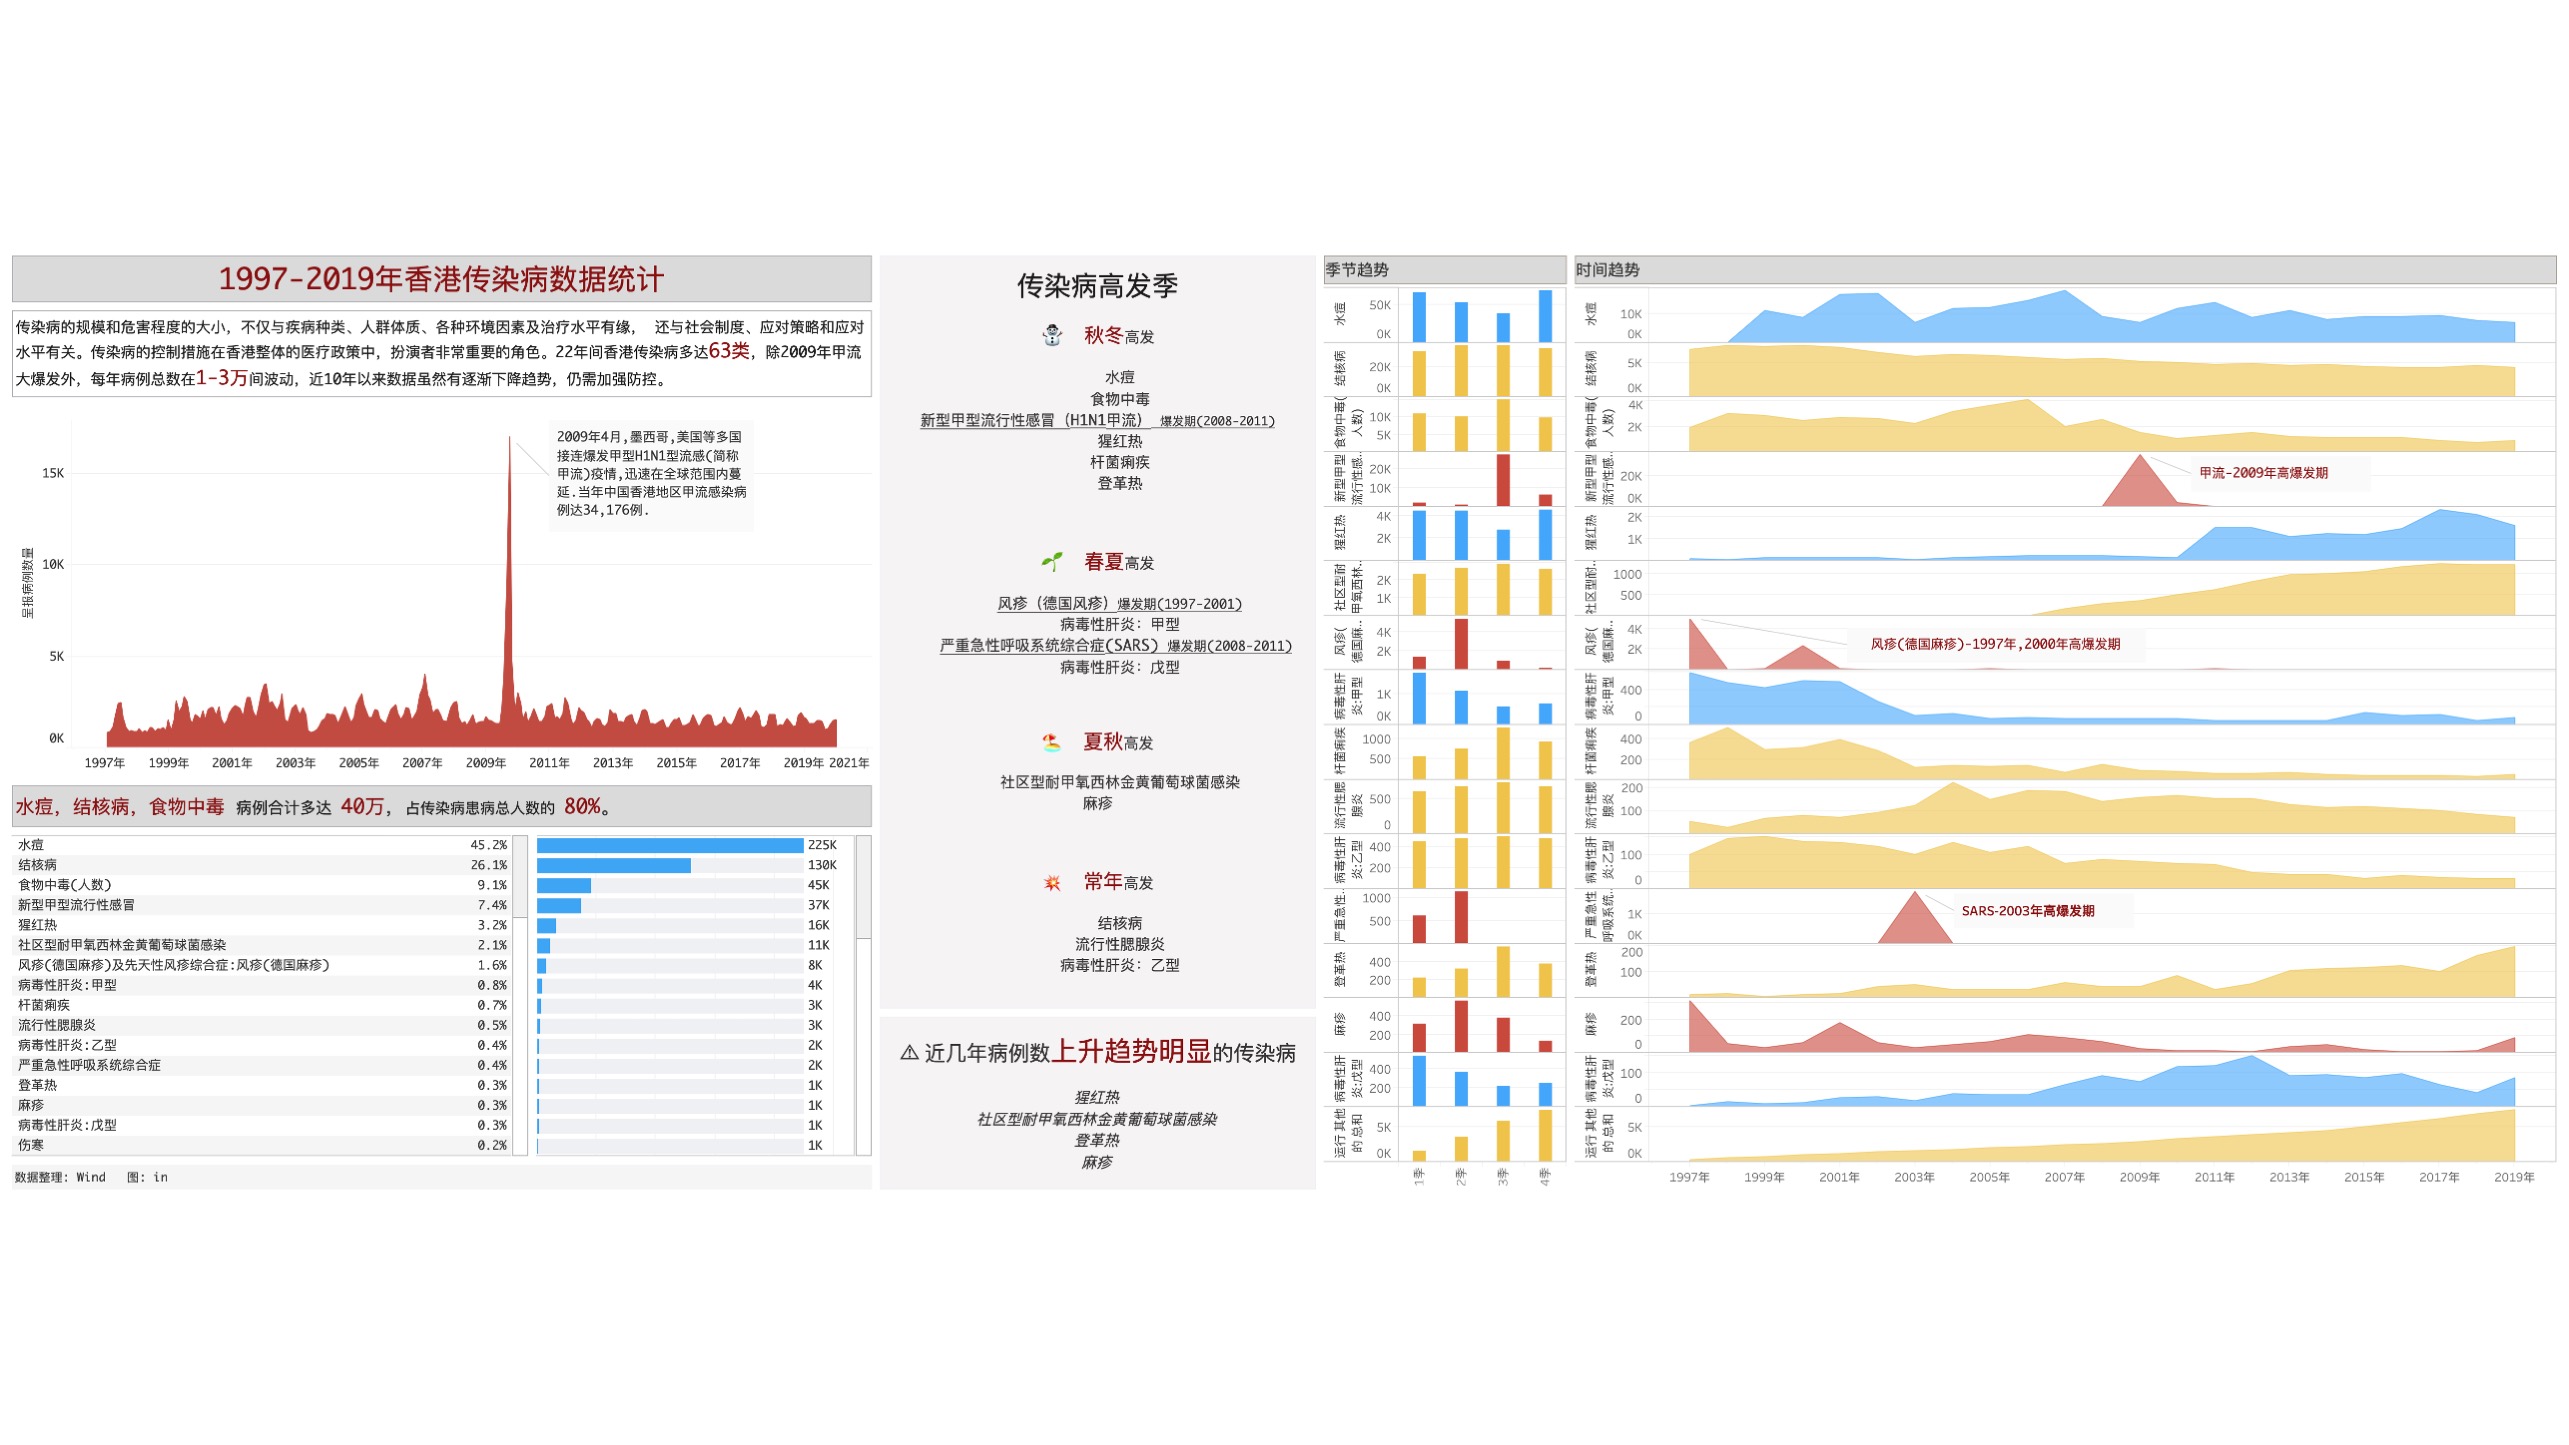 1997-2019年香港传染病数据统计
传染病的规模和危害程度的大小，不仅与疾病种类、人群体质、各种环境因素及治疗水平有缘， 还与社会制度、应对策略和应对
水平有关。传染病的控制措施在香港整体的医疗政策中，扮演者非常重要的角色。22年间香港传染病多达63类，除2009年甲流
大爆发外，每年病例总数在1-3万间波动，近10年以来数据虽然有逐渐下降趋势，仍需加强防控。
2009年4月,墨西哥,美国等多国
接连爆发甲型H1N1型流感(简称
甲流)疫情,迅速在全球范围内蔓
延.当年中国香港地区甲流感染病
例达34,176例.
呈报病例数量
15K
10K
5K
0K
1997年 1999年 2001年 2003年 2005年 2007年 2009年 2011年 2013年 2015年 2017年 2019年 2021年
水痘，结核病，食物中毒 病例合计多达 40万，占传染病患病总人数的 80%。
水痘 45.2% 225K
结核病 26.1% 130K
食物中毒(人数) 9.1% 45K
新型甲型流行性感冒 7.4% 37K
猩红热 3.2% 16K
社区型耐甲氧西林金黄葡萄球菌感染 2.1% 11K
风疹(德国麻疹)及先天性风疹综合症:风疹(德国麻疹) 1.6% 8K
病毒性肝炎:甲型 0.8% 4K
杆菌痢疾 0.7% 3K
流行性腮腺炎 0.5% 3K
病毒性肝炎:乙型 0.4% 2K
严重急性呼吸系统综合症 0.4% 2K
登革热 0.3% 1K
麻疹 0.3% 1K
病毒性肝炎:戊型 0.3% 1K
伤寒 0.2% 1K
数据整理: Wind 图: in
传染病高发季
秋冬高发
水痘
食物中毒
新型甲型流行性感冒（H1N1甲流） 爆发期(2008-2011)
猩红热
杆菌痢疾
登革热
春夏高发
风疹（德国风疹）爆发期(1997-2001)
病毒性肝炎：甲型
严重急性呼吸系统综合症(SARS) 爆发期(2008-2011)
病毒性肝炎：戊型
夏秋高发
社区型耐甲氧西林金黄葡萄球菌感染
麻疹
常年高发
结核病
流行性腮腺炎
病毒性肝炎：乙型
⚠ 近几年病例数上升趋势明显的传染病
猩红热
社区型耐甲氧西林金黄葡萄球菌感染
登革热
麻疹
季节趋势
水痘
50K
0K
结核病
20K
0K
食物中毒(
人数)
10K
5K
新型甲型
流行性感..
20K
10K
猩红热
4K
2K
社区型耐
甲氧西林..
2K
1K
风疹(
德国麻..
4K
2K
病毒性肝
炎:甲型
1K
0K
杆菌痢疾
1000
500
流行性腮
腺炎
500
0
病毒性肝
炎:乙型
400
200
严重急性..
1000
500
登革热
400
200
麻疹
400
200
病毒性肝
炎:戊型
400
200
运行 其他
的 总和
5K
0K
1季 2季 3季 4季
时间趋势
水痘
10K
0K
结核病
5K
0K
食物中毒(
人数)
4K
2K
新型甲型
流行性感..
20K
0K
甲流-2009年高爆发期
猩红热
2K
1K
社区型耐..
1000
500
风疹(
德国麻..
4K
2K
风疹(德国麻疹)-1997年,2000年高爆发期
病毒性肝
炎:甲型
400
0
杆菌痢疾
400
200
流行性腮
腺炎
200
100
病毒性肝
炎:乙型
100
0
严重急性
呼吸系统..
1K
0K
SARS-2003年高爆发期
登革热
200
100
麻疹
200
0
病毒性肝
炎:戊型
100
0
运行 其他
的 总和
5K
0K
1997年 1999年 2001年 2003年 2005年 2007年 2009年 2011年 2013年 2015年 2017年 2019年